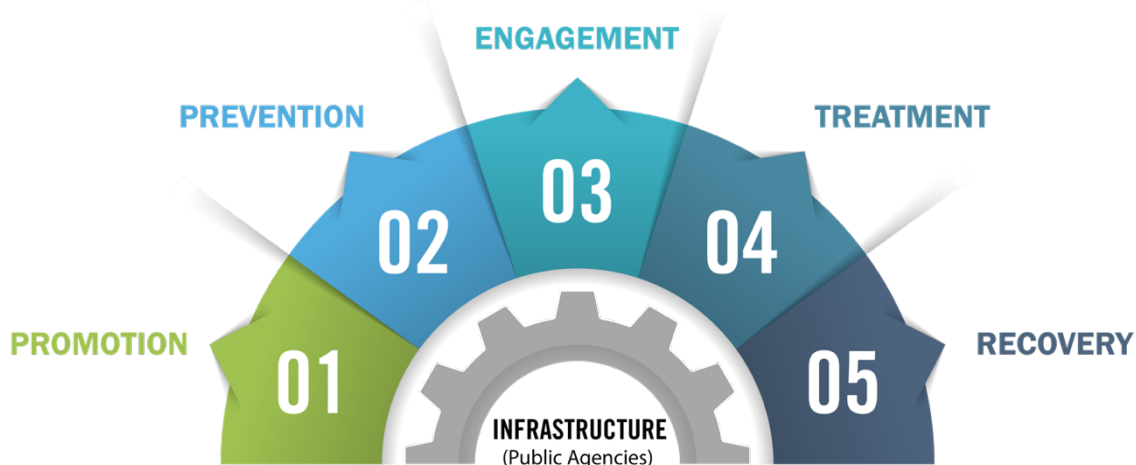 ENGAGEMENT
PREVENTION
TREATMENT
03
02
04
PROMOTION
RECOVERY
01
05
INFRASTRUCTURE
(Public Agencies)